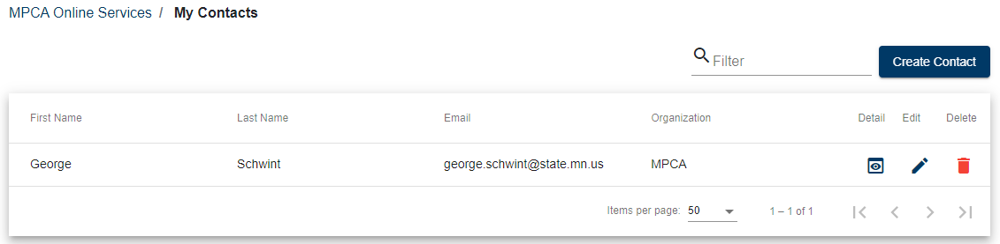 MPCA Online Services / My Contacts
Filter
Create Contact
First Name Last Name Email Organization Detail Edit Delete
George Schwint george.schwint@state.mn.us MPCA
Items per page: 50 1 – 1 of 1